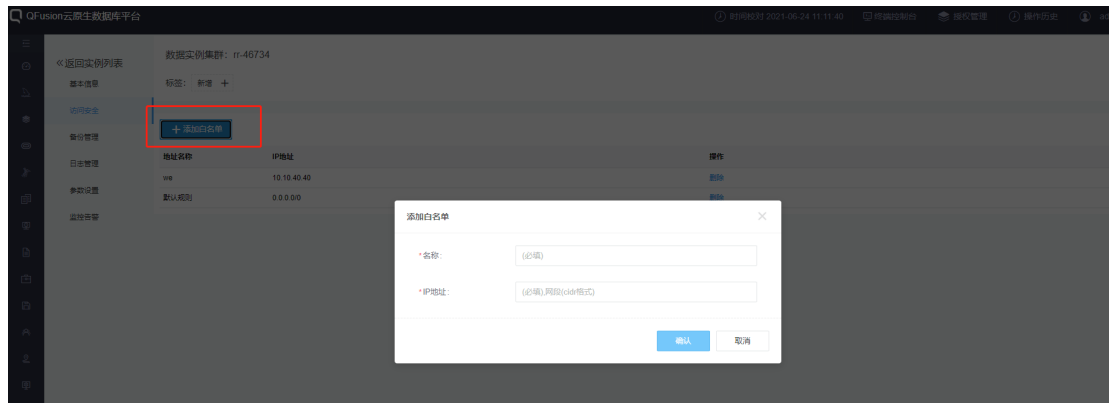 QFusion云原生数据库平台
时间校对 2021-06-24 11:11:40
终端控制台
授权管理
操作历史
«返回实例列表
基本信息
访问安全
备份管理
日志管理
参数设置
监控告警
数据实例集群：rr-46734
标签： 新增 +
+ 添加白名单
地址名称 IP地址 操作
we 10.10.40.40 删除
默认规则 0.0.0.0/0 删除
添加白名单
*名称： (必填)
*IP地址： (必填),网段(cidr格式)
确认 取消